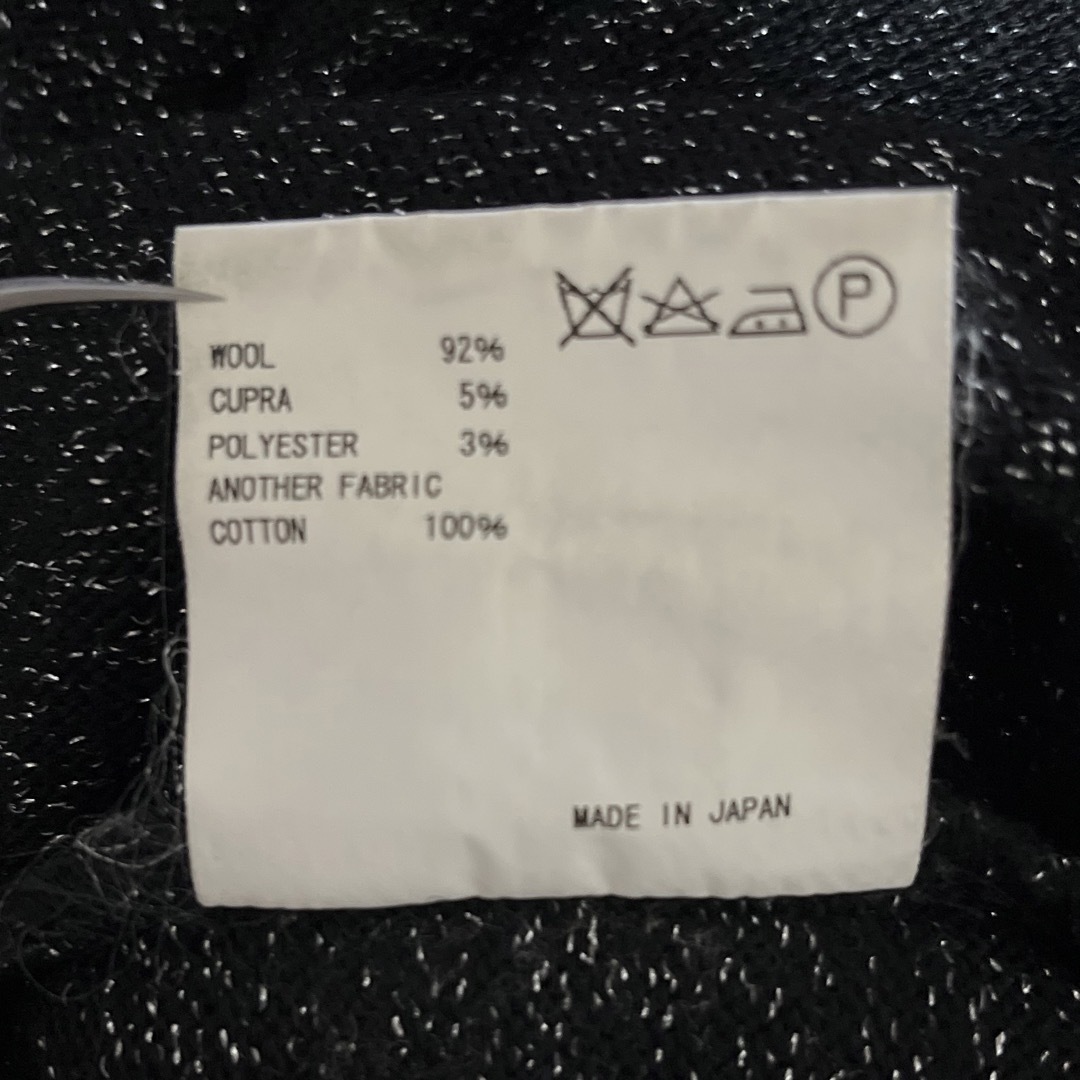 WOOL 92%
CUPRA 5%
POLYESTER 3%
ANOTHER FABRIC
COTTON 100%
P
MADE IN JAPAN